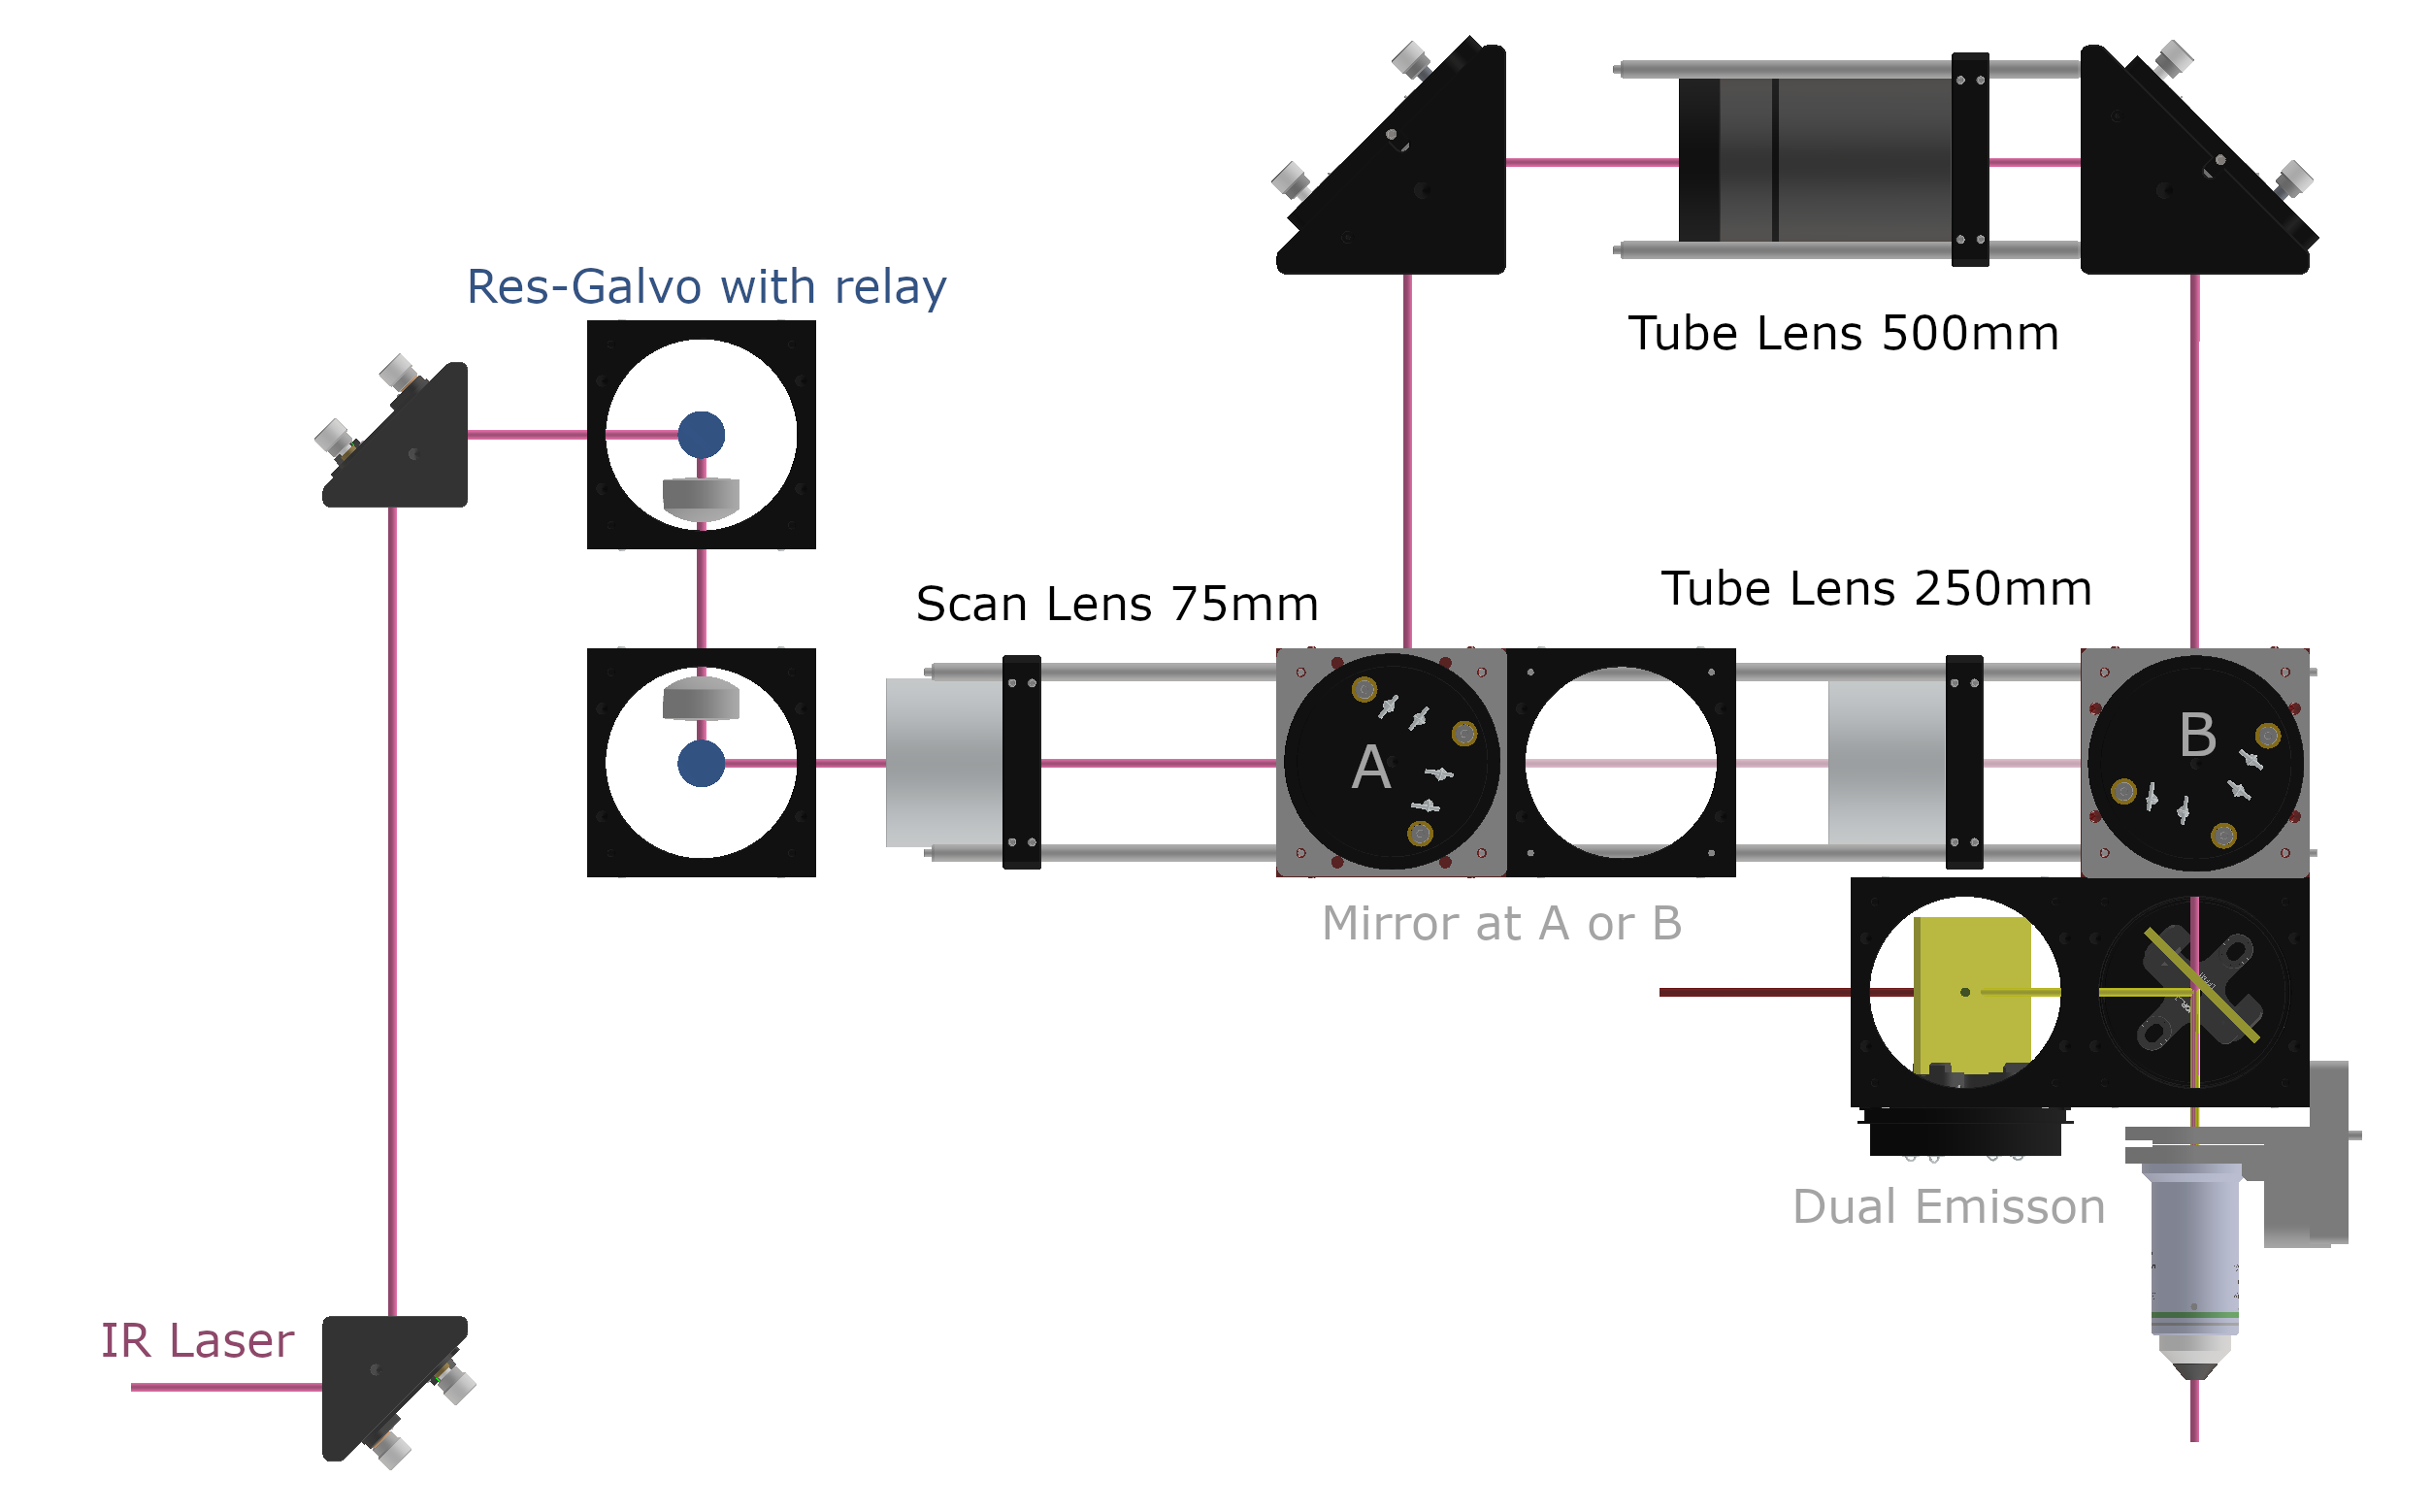 Res-Galvo with relay
Tube Lens 500mm
Scan Lens 75mm
Tube Lens 250mm
A
B
Mirror at A or B
Dual Emisson
IR Laser